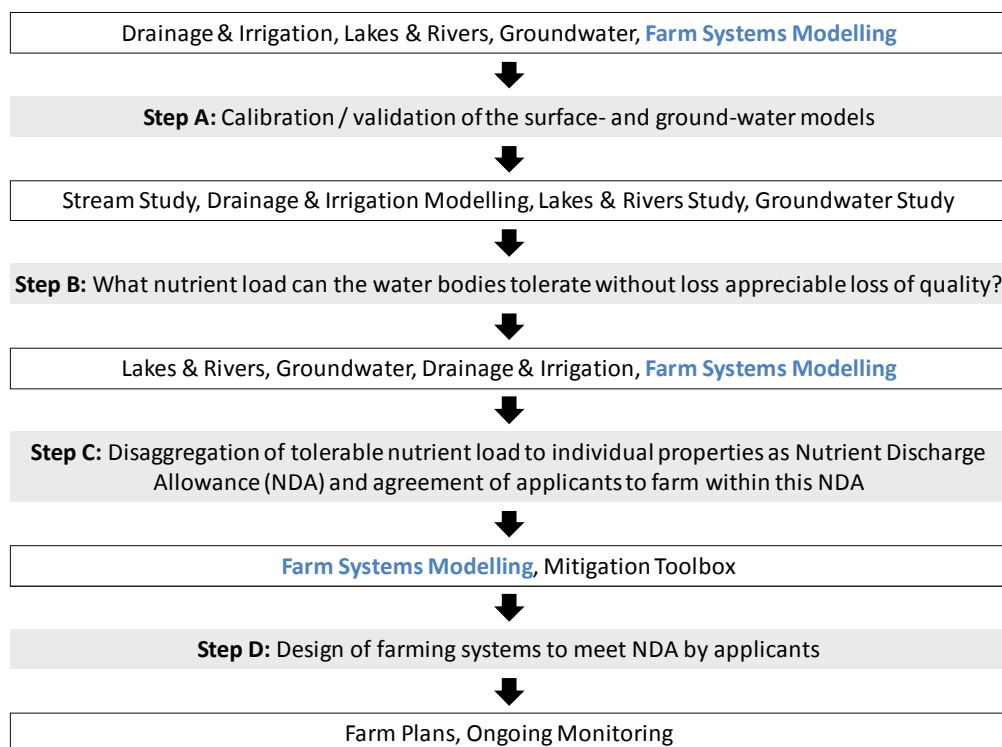 Drainage & Irrigation, Lakes & Rivers, Groundwater, Farm Systems Modelling
Step A: Calibration / validation of the surface- and ground-water models
Stream Study, Drainage & Irrigation Modelling, Lakes & Rivers Study, Groundwater Study
Step B: What nutrient load can the water bodies tolerate without loss appreciable loss of quality?
Lakes & Rivers, Groundwater, Drainage & Irrigation, Farm Systems Modelling
Step C: Disaggregation of tolerable nutrient load to individual properties as Nutrient Discharge
Allowance (NDA) and agreement of applicants to farm within this NDA
Farm Systems Modelling, Mitigation Toolbox
Step D: Design of farming systems to meet NDA by applicants
Farm Plans, Ongoing Monitoring